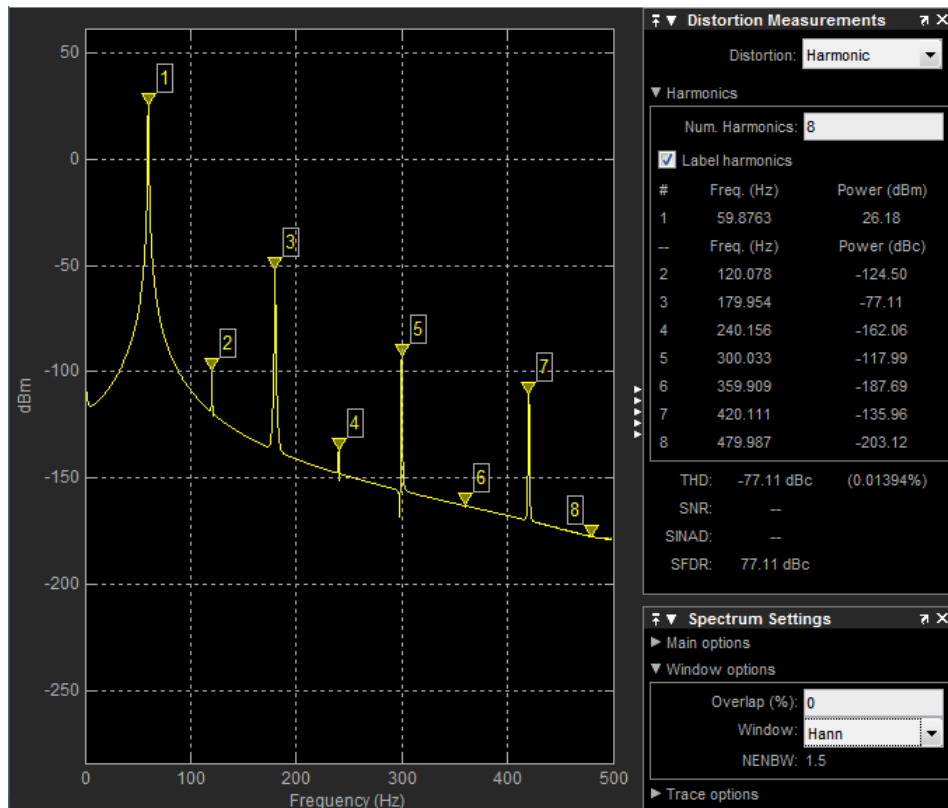 50
0
-50
-100
-150
-200
-250
dBm
0 100 200 300 400 500
Frequency (Hz)
1
2
3
4
5
6
7
8
Distortion Measurements
Distortion: Harmonic
Harmonics
Num. Harmonics: 8
Label harmonics
# Freq. (Hz) Power (dBm)
1 59.8763 26.18
-- Freq. (Hz) Power (dBc)
2 120.078 -124.50
3 179.954 -77.11
4 240.156 -162.06
5 300.033 -117.99
6 359.909 -187.69
7 420.111 -135.96
8 479.987 -203.12
THD: -77.11 dBc (0.01394%)
SNR: --
SINAD: --
SFDR: 77.11 dBc
Spectrum Settings
Main options
Window options
Overlap (%): 0
Window: Hann
NENBW: 1.5
Trace options